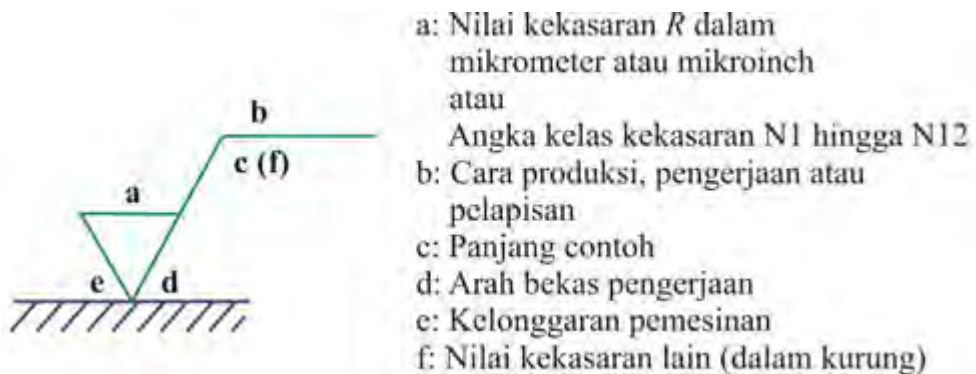 b
c (f)
a
e
d
a: Nilai kekasaran R dalam
mikrometer atau mikroinch
atau
Angka kelas kekasaran N1 hingga N12
b: Cara produksi, pengerjaan atau
pelapisan
c: Panjang contoh
d: Arah bekas pengerjaan
e: Kelonggaran pemesinan
f: Nilai kekasaran lain (dalam kurung)